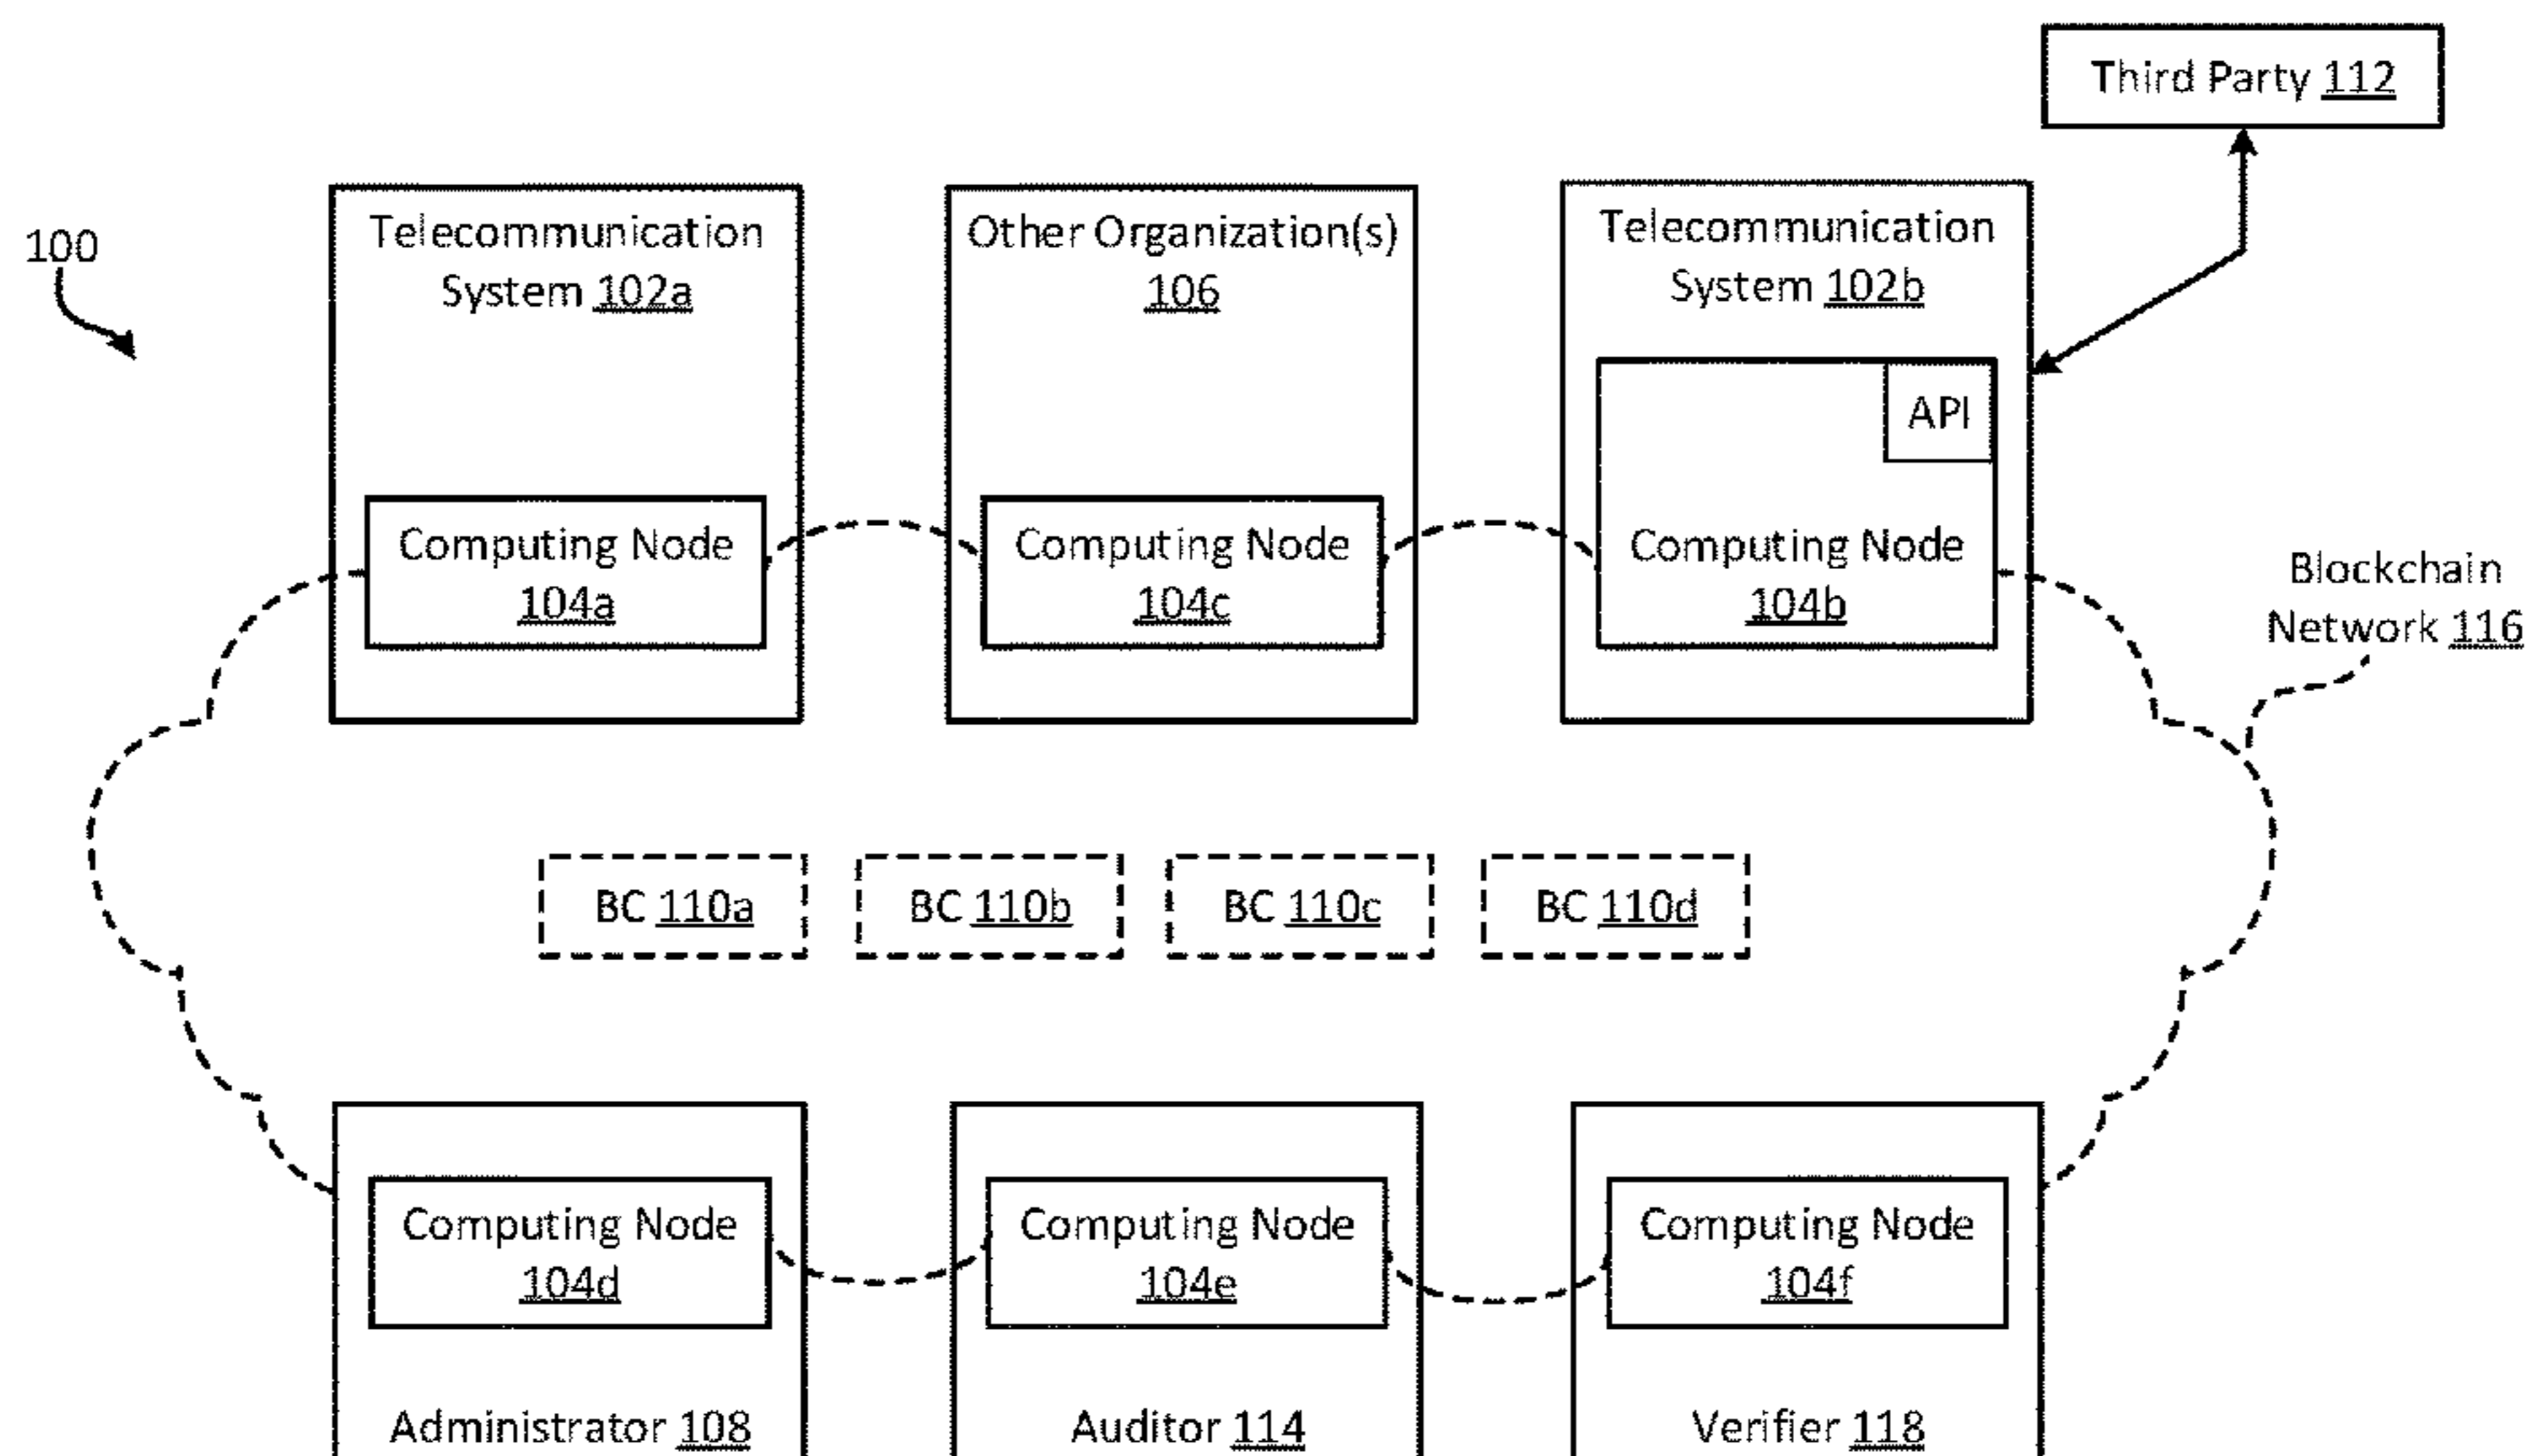 Third Party 112
100
Telecommunication
System 102a
Other Organization(s)
106
Telecommunication
System 102b
API
Computing Node
104a
Computing Node
104c
Computing Node
104b
Blockchain
Network 116
BC 110a
BC 110b
BC 110c
BC 110d
Computing Node
104d
Computing Node
104e
Computing Node
104f
Administrator 108
Auditor 114
Verifier 118